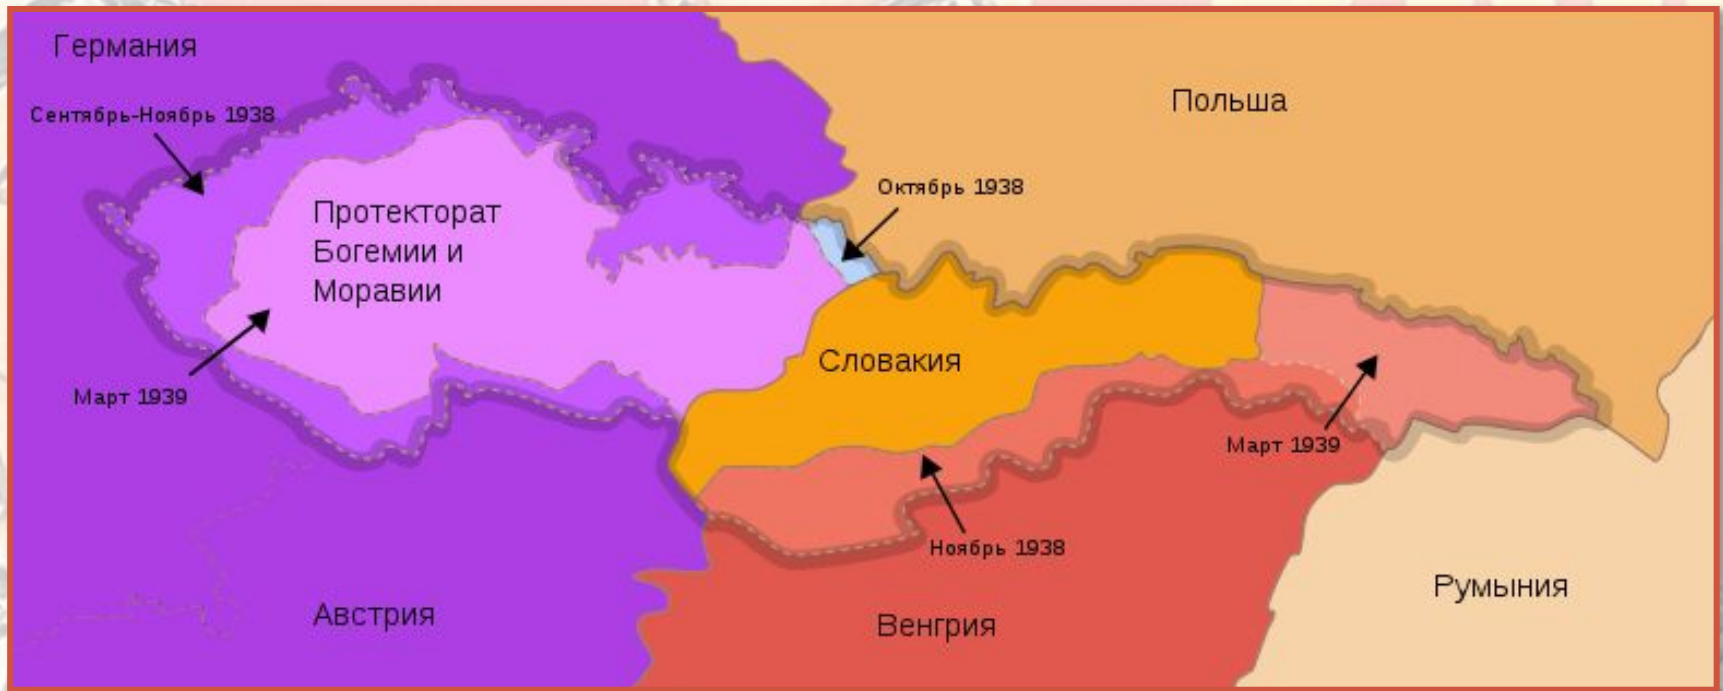 Германия
Сентябрь-Ноябрь 1938
Польша
Октябрь 1938
Протекторат
Богемии и
Моравии
Словакия
Март 1939
Март 1939
Ноябрь 1938
Румыния
Австрия
Венгрия